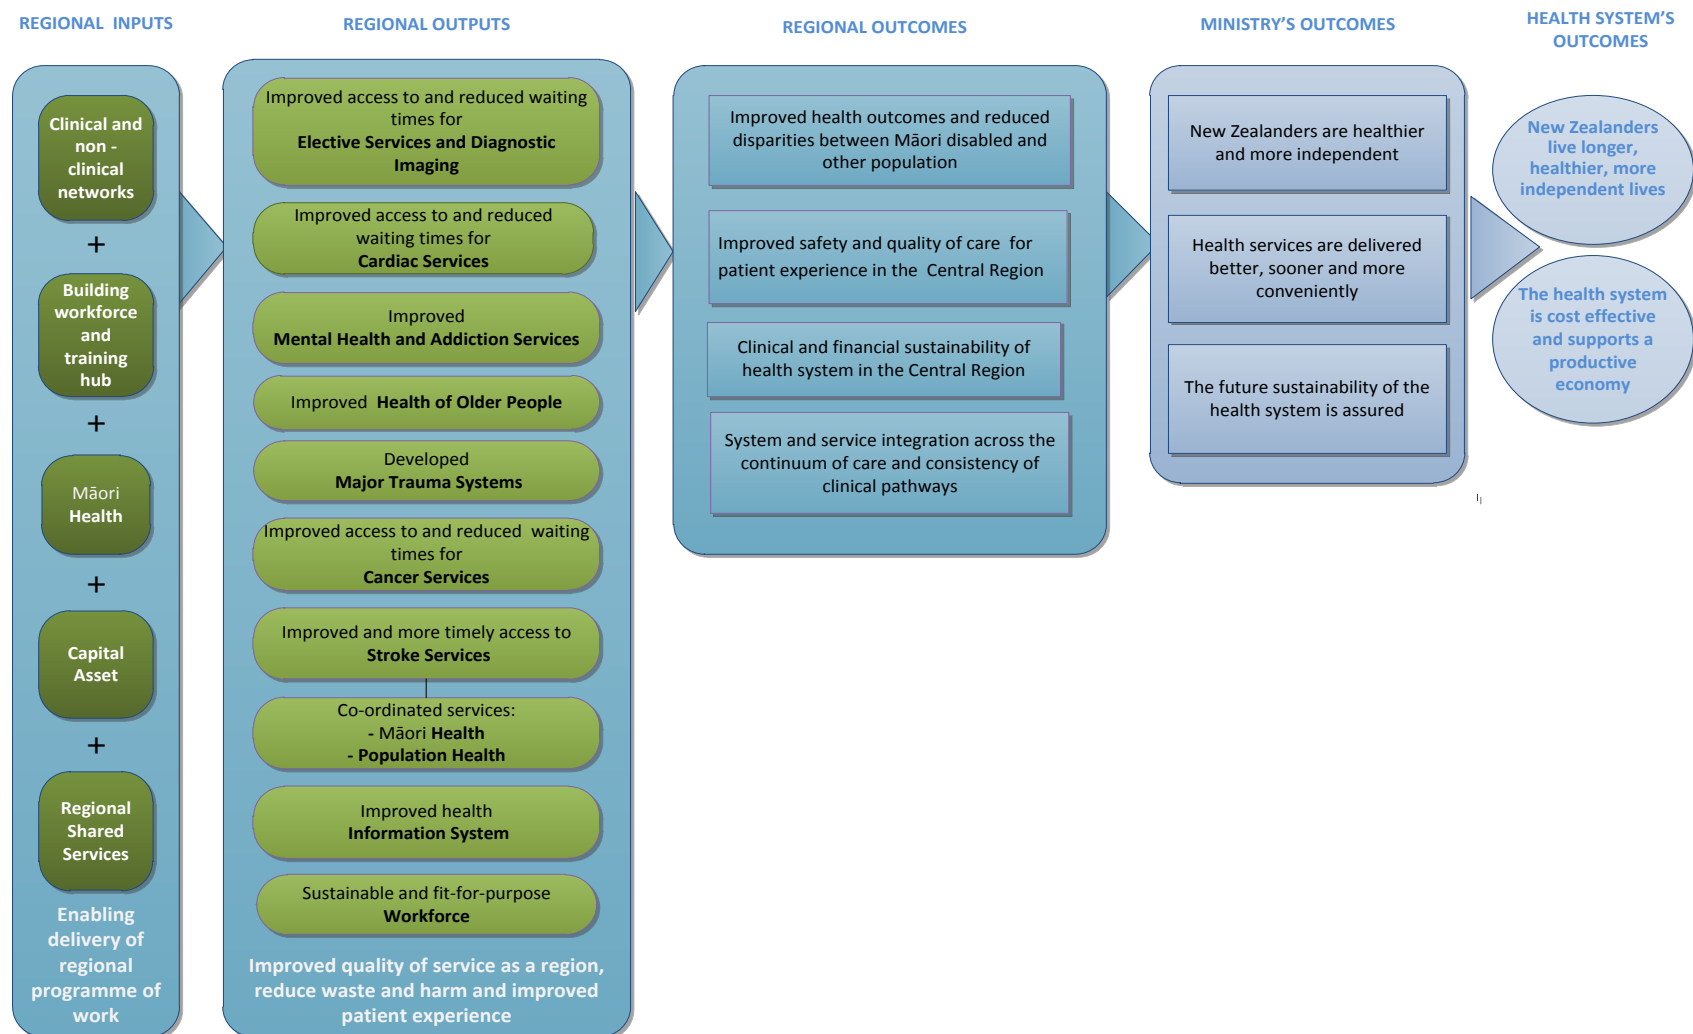 REGIONAL INPUTS
REGIONAL OUTPUTS
REGIONAL OUTCOMES
MINISTRY'S OUTCOMES
HEALTH SYSTEM'S
OUTCOMES
Clinical and
non -
clinical
networks
+
Building
workforce
and
training
hub
+
Māori
Health
+
Capital
Asset
+
Regional
Shared
Services
Enabling
delivery of
regional
programme of
work
Improved access to and reduced waiting
times for
Elective Services and Diagnostic
Imaging
Improved access to and reduced
waiting times for
Cardiac Services
Improved
Mental Health and Addiction Services
Improved Health of Older People
Developed
Major Trauma Systems
Improved access to and reduced waiting
times for
Cancer Services
Improved and more timely access to
Stroke Services
Co-ordinated services:
- Māori Health
- Population Health
Improved health
Information System
Sustainable and fit-for-purpose
Workforce
Improved quality of service as a region,
reduce waste and harm and improved
patient experience
Improved health outcomes and reduced
disparities between Māori disabled and
other population
Improved safety and quality of care for
patient experience in the Central Region
Clinical and financial sustainability of
health system in the Central Region
System and service integration across the
continuum of care and consistency of
clinical pathways
New Zealanders are healthier
and more independent
Health services are delivered
better, sooner and more
conveniently
The future sustainability of the
health system is assured
New Zealanders
live longer,
healthier, more
independent lives
The health system
is cost effective
and supports a
productive
economy